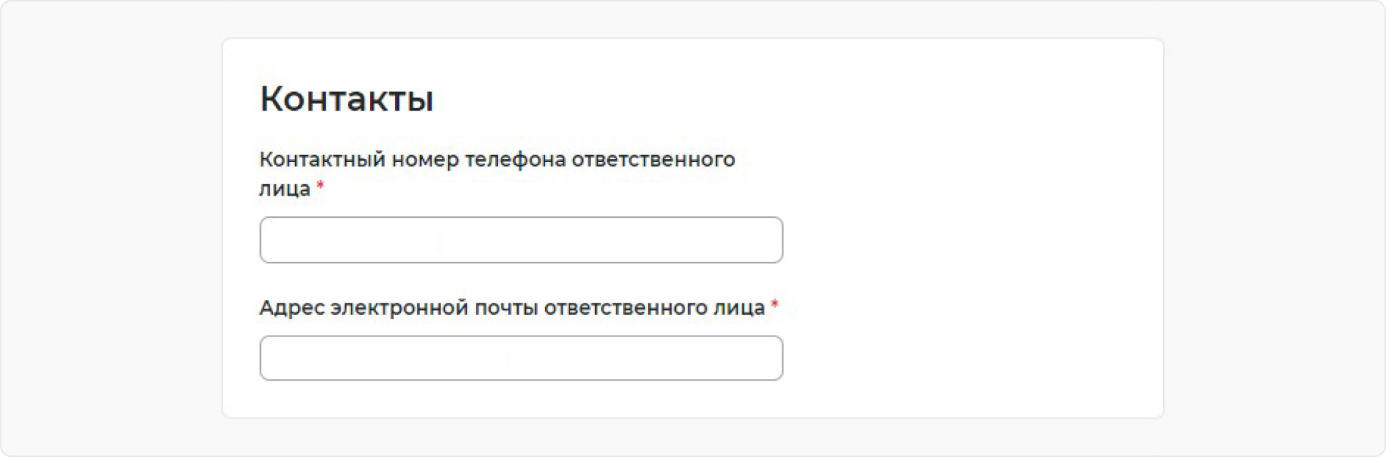 Контакты
Контактный номер телефона ответственного
лица *
Адрес электронной почты ответственного лица *